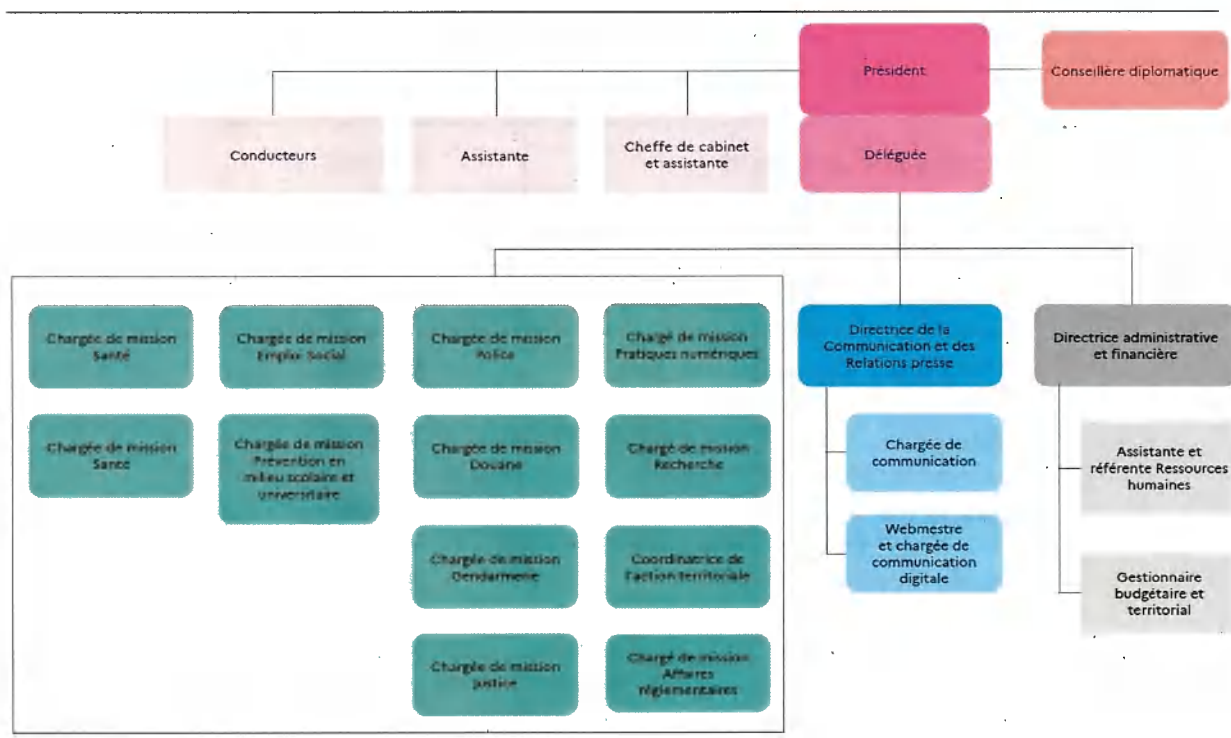 Président
Conseillère diplomatique
Conducteurs
Assistante
Cheffe de cabinet
et assistante
Déléguée
Chargée de mission
Santé
Chargée de mission
Emploi Social
Chargée de mission
Police
Chargé de mission
Pratiques numériques
Directrice de la
Communication et des
Relations presse
Directrice administrative
et financière
Chargée de mission
Santé
Chargée de mission
Prévention en
milieu scolaire et
universitaire
Chargée de mission
Douane
Chargé de mission
Recherche
Chargée de
communication
Assistante et
référente Ressources
humaines
Chargée de mission
Gendarmerie
Coordinatrice de
l'action territoriale
Webmestre
et chargée de
communication
digitale
Gestionnaire
budgétaire et
territorial
Chargée de mission
Justice
Chargé de mission
Affaires
réglementaires